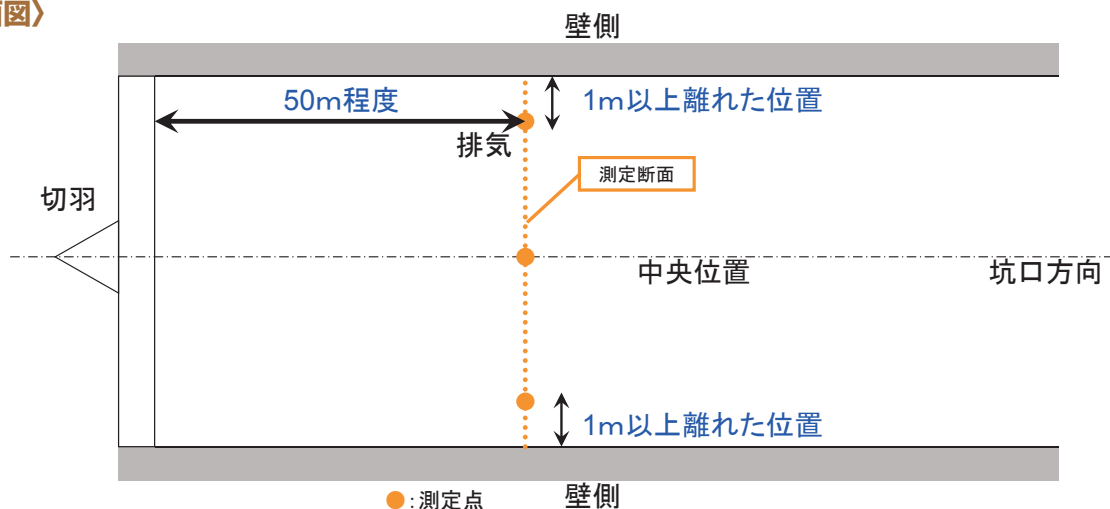 図〉
壁側
50m程度
1m以上離れた位置
排気
測定断面
切羽
中央位置
坑口方向
1m以上離れた位置
●:測定点
壁側